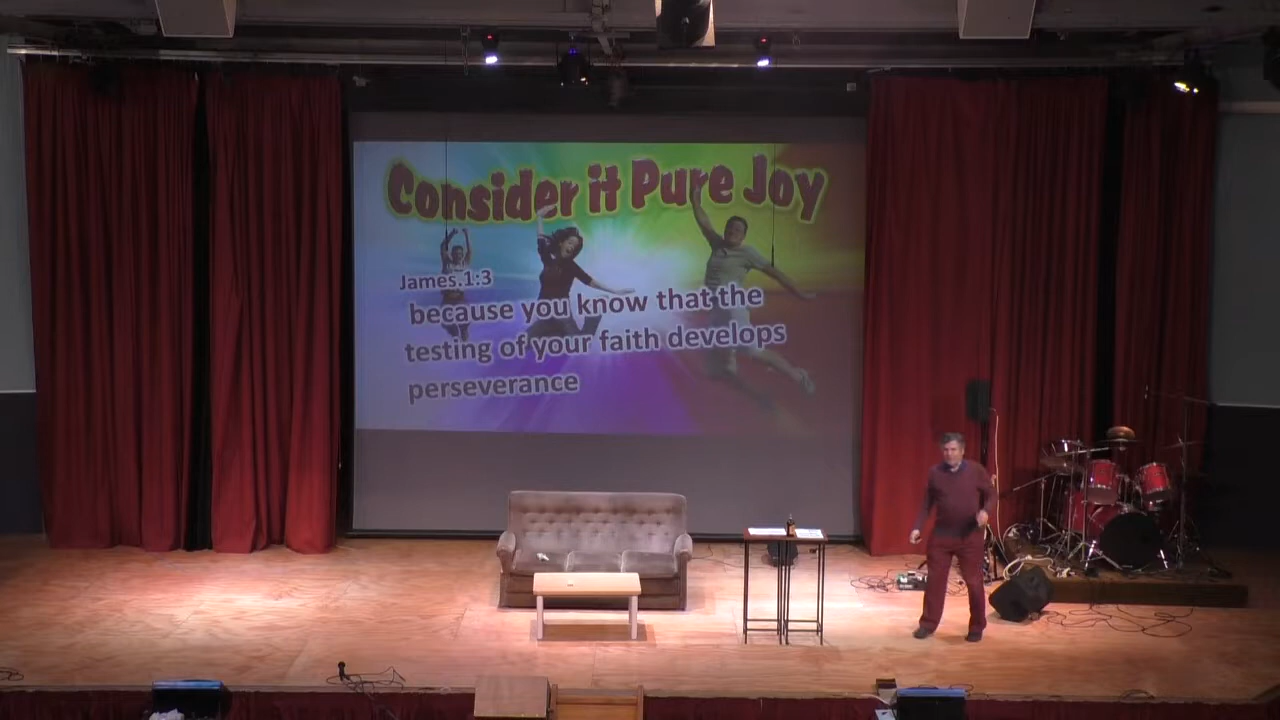 Consider it Pure Joy
James.1:3
because you know that the
testing of your faith develops
perseverance